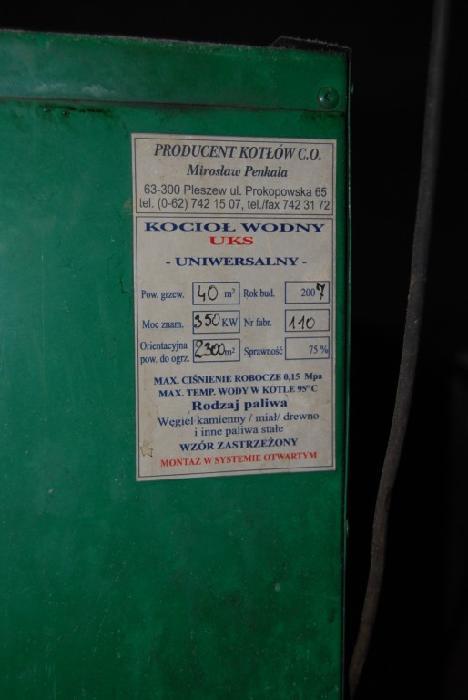 PRODUCENT KOTŁÓW C.O.
Mirosław Penkala
63-300 Pleszew ul. Prokopowska 65
tel. (0-62) 742 15 07, tel./fax 742 31 72
KOCIOŁ WODNY
UKS
- UNIWERSALNY -
Pow. grzew. 40 m² Rok bud. 2007
Moc znam. 350 KW Nr fabr. 110
Orientacyjna
pow. do ogrz. 2300 m² Sprawność 75 %
MAX. CIŚNIENIE ROBOCZE 0,15 Mpa
MAX. TEMP. WODY W KOTLE 95°C
Rodzaj paliwa
Węgiel kamienny / miał/ drewno
i inne paliwa stałe
WZÓR ZASTRZEŻONY
MONTAŻ W SYSTEMIE OTWARTYM